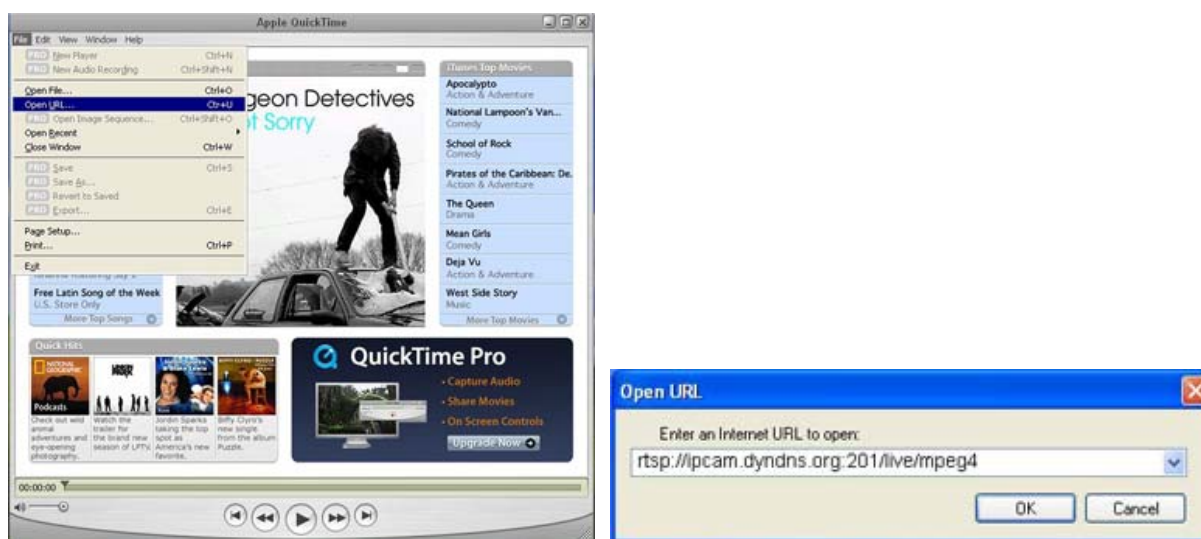 Apple QuickTime
File Edit View Window Help
PRO New Player Ctrl+N
PRO New Audio Recording Ctrl+Shift+N
Open File... Ctrl+O
Open URL... Ctrl+U
PRO Open Image Sequence... Ctrl+Shift+O
Open Recent
Close Window Ctrl+W
PRO Save Ctrl+S
PRO Save As...
PRO Revert to Saved
PRO Export... Ctrl+E
Page Setup...
Print... Ctrl+P
Exit
geon Detectives
t Sorry
Free Latin Song of the Week
U.S. Store Only
More Top Songs
iTunes Top Movies
Apocalypto
Action & Adventure
National Lampoon's Van...
Comedy
School of Rock
Comedy
Pirates of the Caribbean: De.
Action & Adventure
The Queen
Drama
Mean Girls
Comedy
Deja Vu
Action & Adventure
West Side Story
Music
More Top Movies
Quick Hits
NATIONAL
GEOGRAPHIC
Podcasts
Check out wild
animal
adventures and
eye-opening
photography.
Watch the
trailer for
the brand new
season of LPTV.
Jordin Sparks
taking the top
spot as
America's new
favorite.
Biffy Clyro's
new single
from the album
Puzzle.
QuickTime Pro
• Capture Audio
• Share Movies
• On Screen Controls
Upgrade Now
00:00:00
Open URL
Enter an Internet URL to open:
rtsp://ipcam.dyndns.org:201/live/mpeg4
OK Cancel